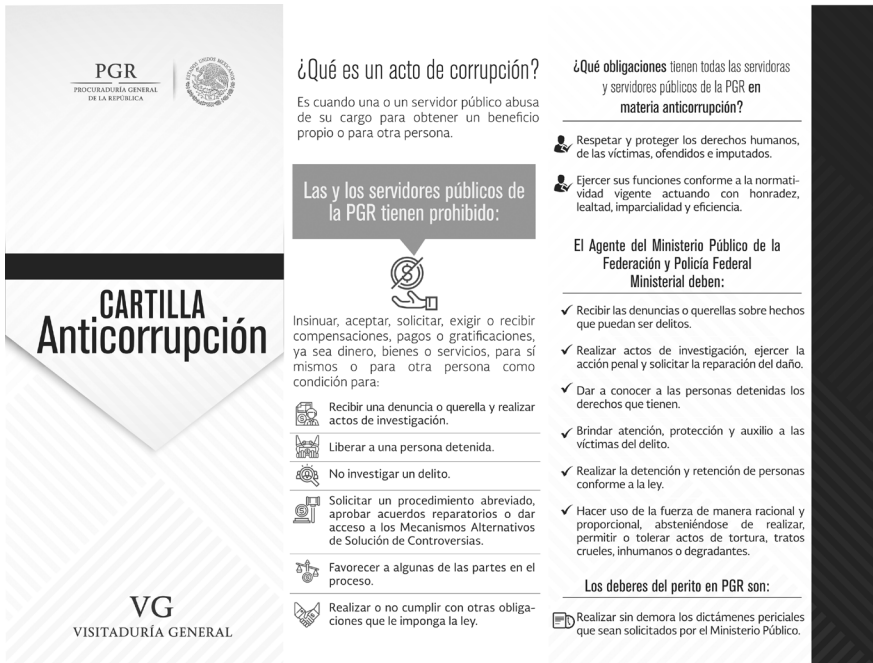 PGR
PROCURADURÍA GENERAL
DE LA REPÚBLICA
ESTADOS UNIDOS MEXICANOS
CARTILLA
Anticorrupción
VG
VISITADURÍA GENERAL
¿Qué es un acto de corrupción?
Es cuando una o un servidor público abusa
de su cargo para obtener un beneficio
propio o para otra persona.
Las y los servidores públicos de
la PGR tienen prohibido:
Insinuar, aceptar, solicitar, exigir o recibir
compensaciones, pagos o gratificaciones,
ya sea dinero, bienes o servicios, para sí
mismos o para otra persona como
condición para:
Recibir una denuncia o querella y realizar
actos de investigación.
Liberar a una persona detenida.
No investigar un delito.
Solicitar un procedimiento abreviado,
aprobar acuerdos reparatorios o dar
acceso a los Mecanismos Alternativos
de Solución de Controversias.
Favorecer a algunas de las partes en el
proceso.
Realizar o no cumplir con otras obliga-
ciones que le imponga la ley.
¿Qué obligaciones tienen todas las servidoras
y servidores públicos de la PGR en
materia anticorrupción?
Respetar y proteger los derechos humanos,
de las víctimas, ofendidos e imputados.
Ejercer sus funciones conforme a la normati-
vidad vigente actuando con honradez,
lealtad, imparcialidad y eficiencia.
El Agente del Ministerio Público de la
Federación y Policía Federal
Ministerial deben:
Recibir las denuncias o querellas sobre hechos
que puedan ser delitos.
Realizar actos de investigación, ejercer la
acción penal y solicitar la reparación del daño.
Dar a conocer a las personas detenidas los
derechos que tienen.
Brindar atención, protección y auxilio a las
víctimas del delito.
Realizar la detención y retención de personas
conforme a la ley.
Hacer uso de la fuerza de manera racional y
proporcional, absteniéndose de realizar,
permitir o tolerar actos de tortura, tratos
crueles, inhumanos o degradantes.
Los deberes del perito en PGR son:
Realizar sin demora los dictámenes periciales
que sean solicitados por el Ministerio Público.